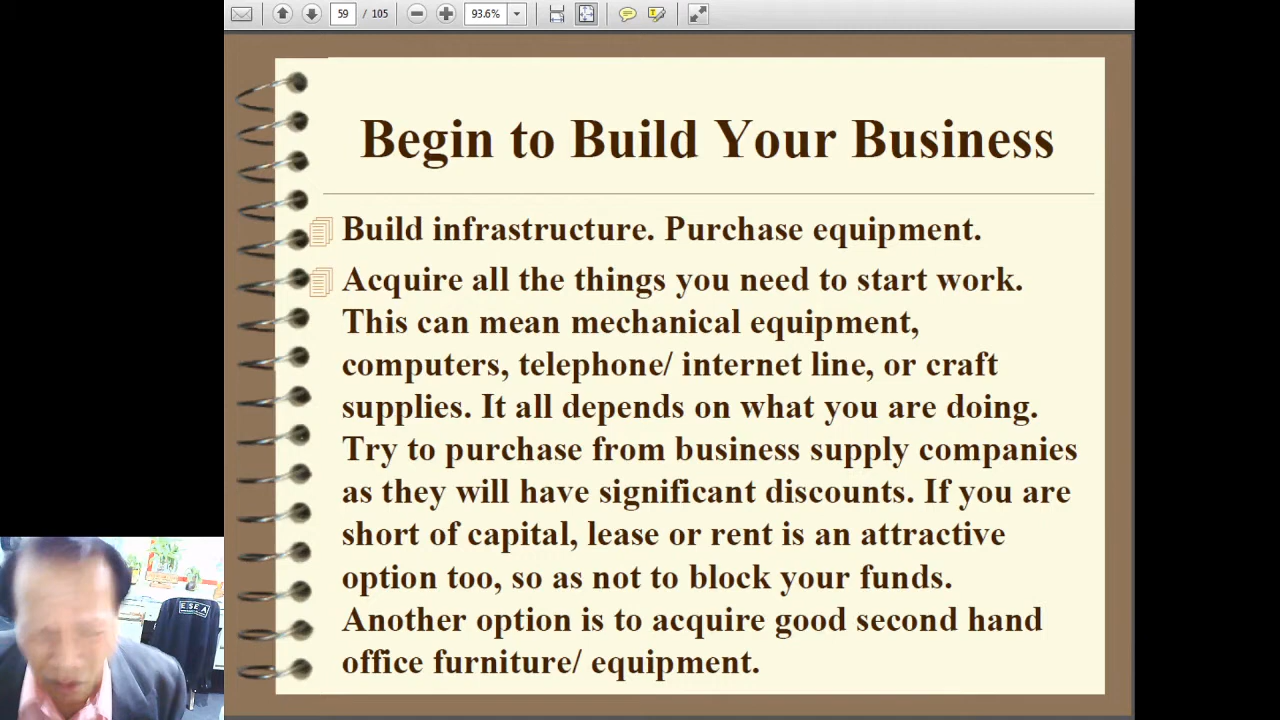 59 / 105
93.6%
Begin to Build Your Business
Build infrastructure. Purchase equipment.
Acquire all the things you need to start work.
This can mean mechanical equipment,
computers, telephone/ internet line, or craft
supplies. It all depends on what you are doing.
Try to purchase from business supply companies
as they will have significant discounts. If you are
short of capital, lease or rent is an attractive
option too, so as not to block your funds.
Another option is to acquire good second hand
office furniture/ equipment.
ESEA